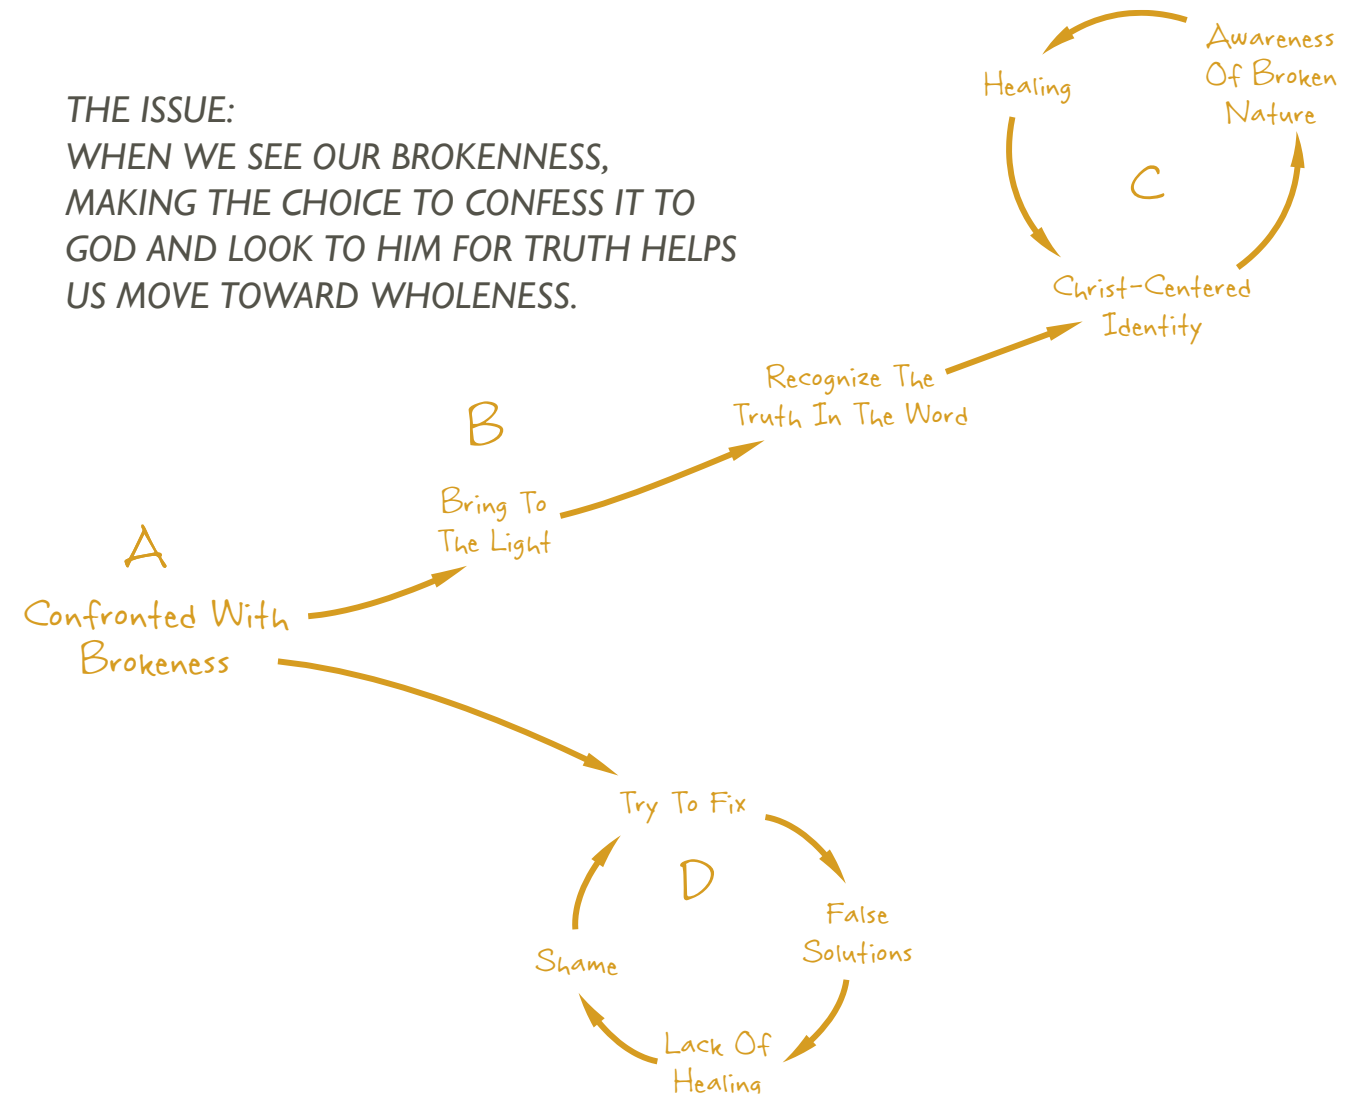 THE ISSUE:
WHEN WE SEE OUR BROKENNESS,
MAKING THE CHOICE TO CONFESS IT TO
GOD AND LOOK TO HIM FOR TRUTH HELPS
US MOVE TOWARD WHOLENESS.
Awareness
Of Broken
Nature
Healing
C
Christ-Centered
Identity
Recognize The
Truth In The Word
B
Bring To
The Light
A
Confronted With
Brokeness
Try To Fix
D
False
Solutions
Shame
Lack Of
Healing